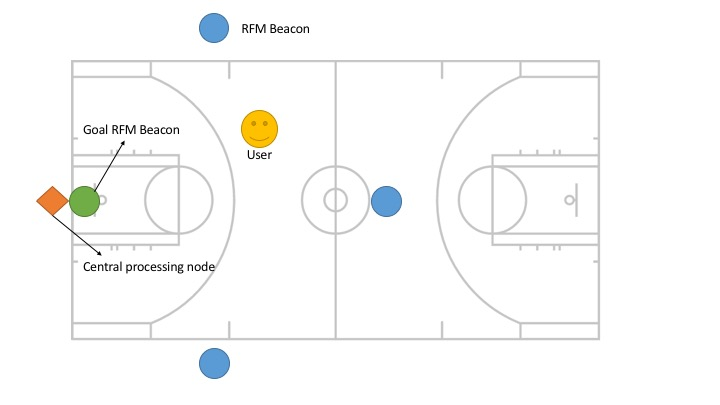 RFM Beacon
Goal RFM Beacon
User
Central processing node